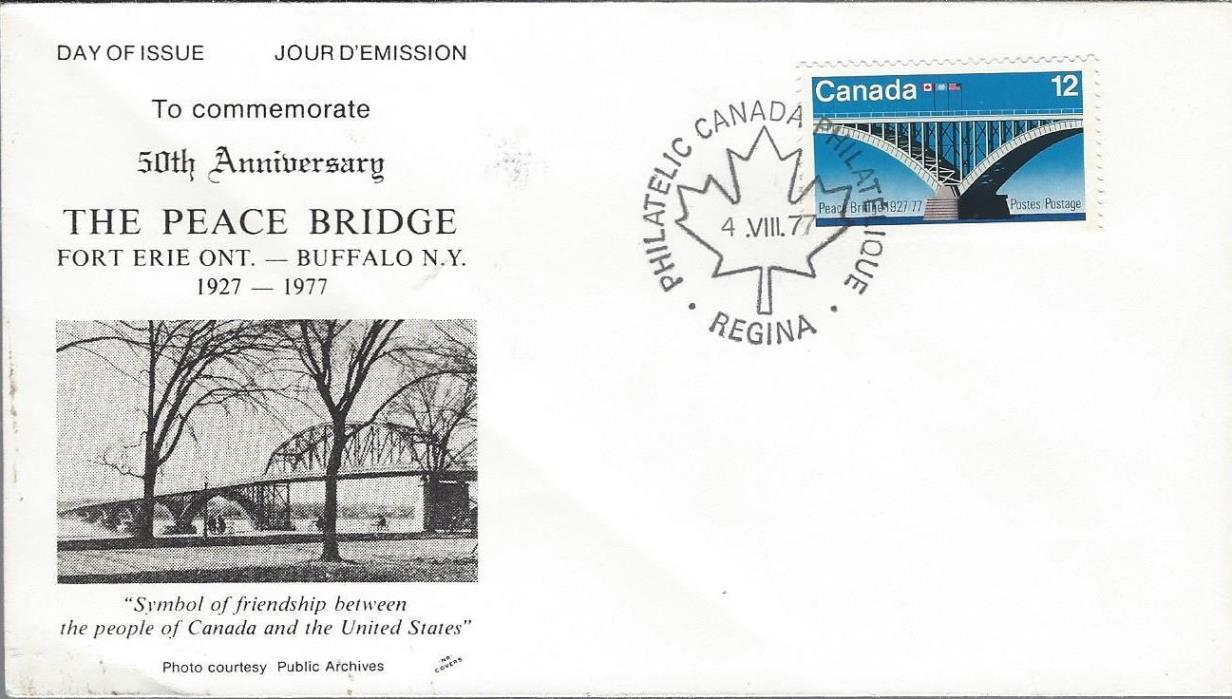 DAY OF ISSUE JOUR D'EMISSION
To commemorate
50th Anniversary
THE PEACE BRIDGE
FORT ERIE ONT. — BUFFALO N.Y.
1927 — 1977
"Symbol of friendship between
the people of Canada and the United States"
Photo courtesy Public Archives
"NR"
COVERS
PHILATELIC CANADA PHILATELIQUE
4 .VIII.77
• REGINA •
Canada 12
Peace Bridge 1927/77 Postes/Postage